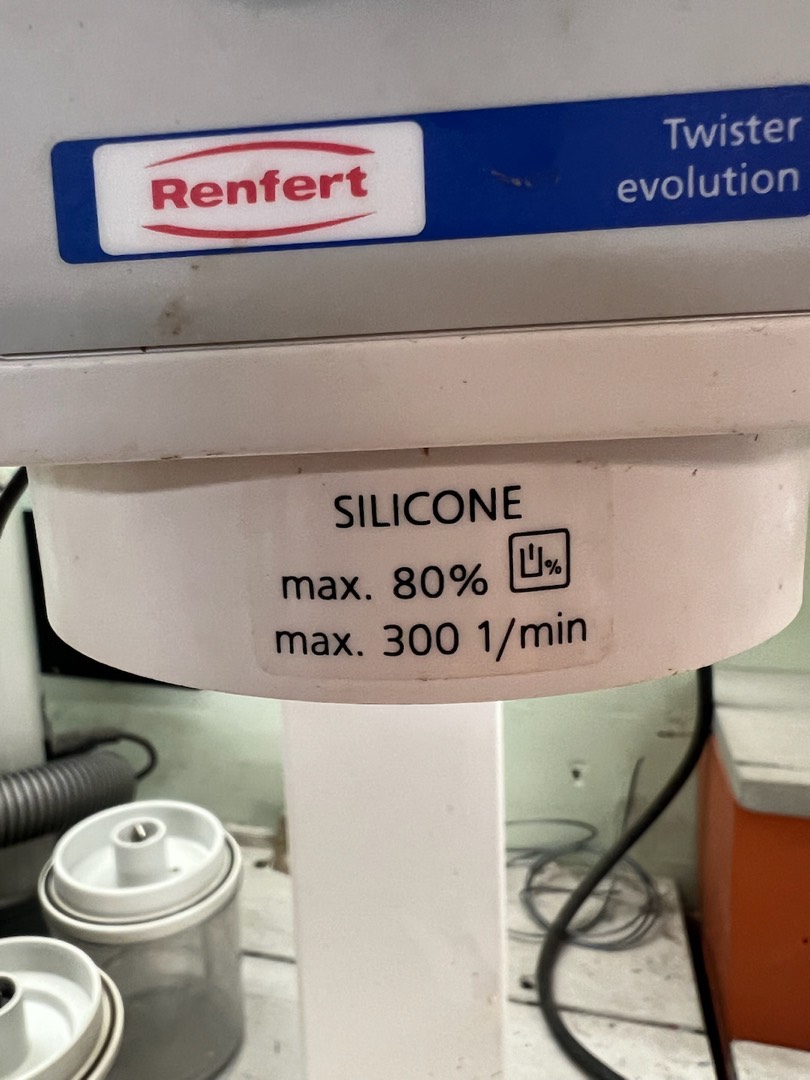 Renfert
Twister
evolution
SILICONE
max. 80% %
max. 300 1/min